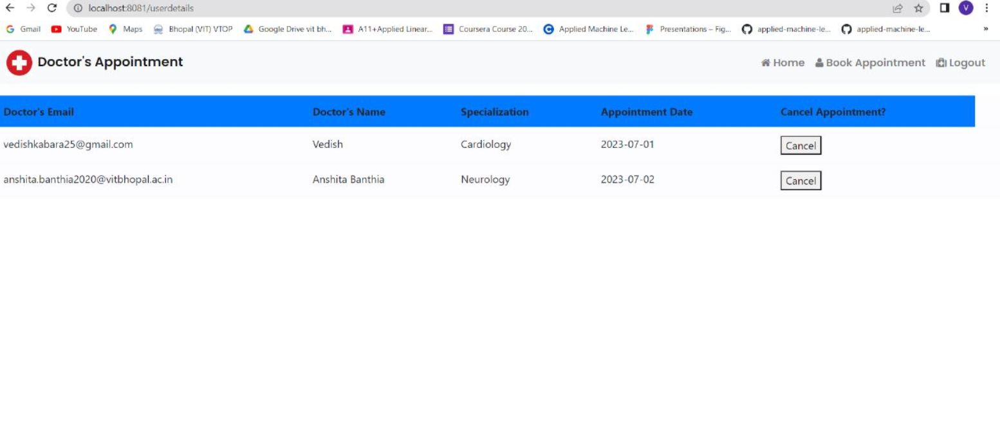 localhost:8081/userdetails V
Gmail YouTube Maps Bhopal (VIT) VTOP Google Drive vit bh... A11+Applied Linear... Coursera Course 20... Applied Machine Le... Presentations – Fig... applied-machine-le... applied-machine-le... »
Doctor's Appointment Home Book Appointment Logout
Doctor's Email Doctor's Name Specialization Appointment Date Cancel Appointment?
vedishkabara25@gmail.com Vedish Cardiology 2023-07-01 Cancel
anshita.banthia2020@vitbhopal.ac.in Anshita Banthia Neurology 2023-07-02 Cancel